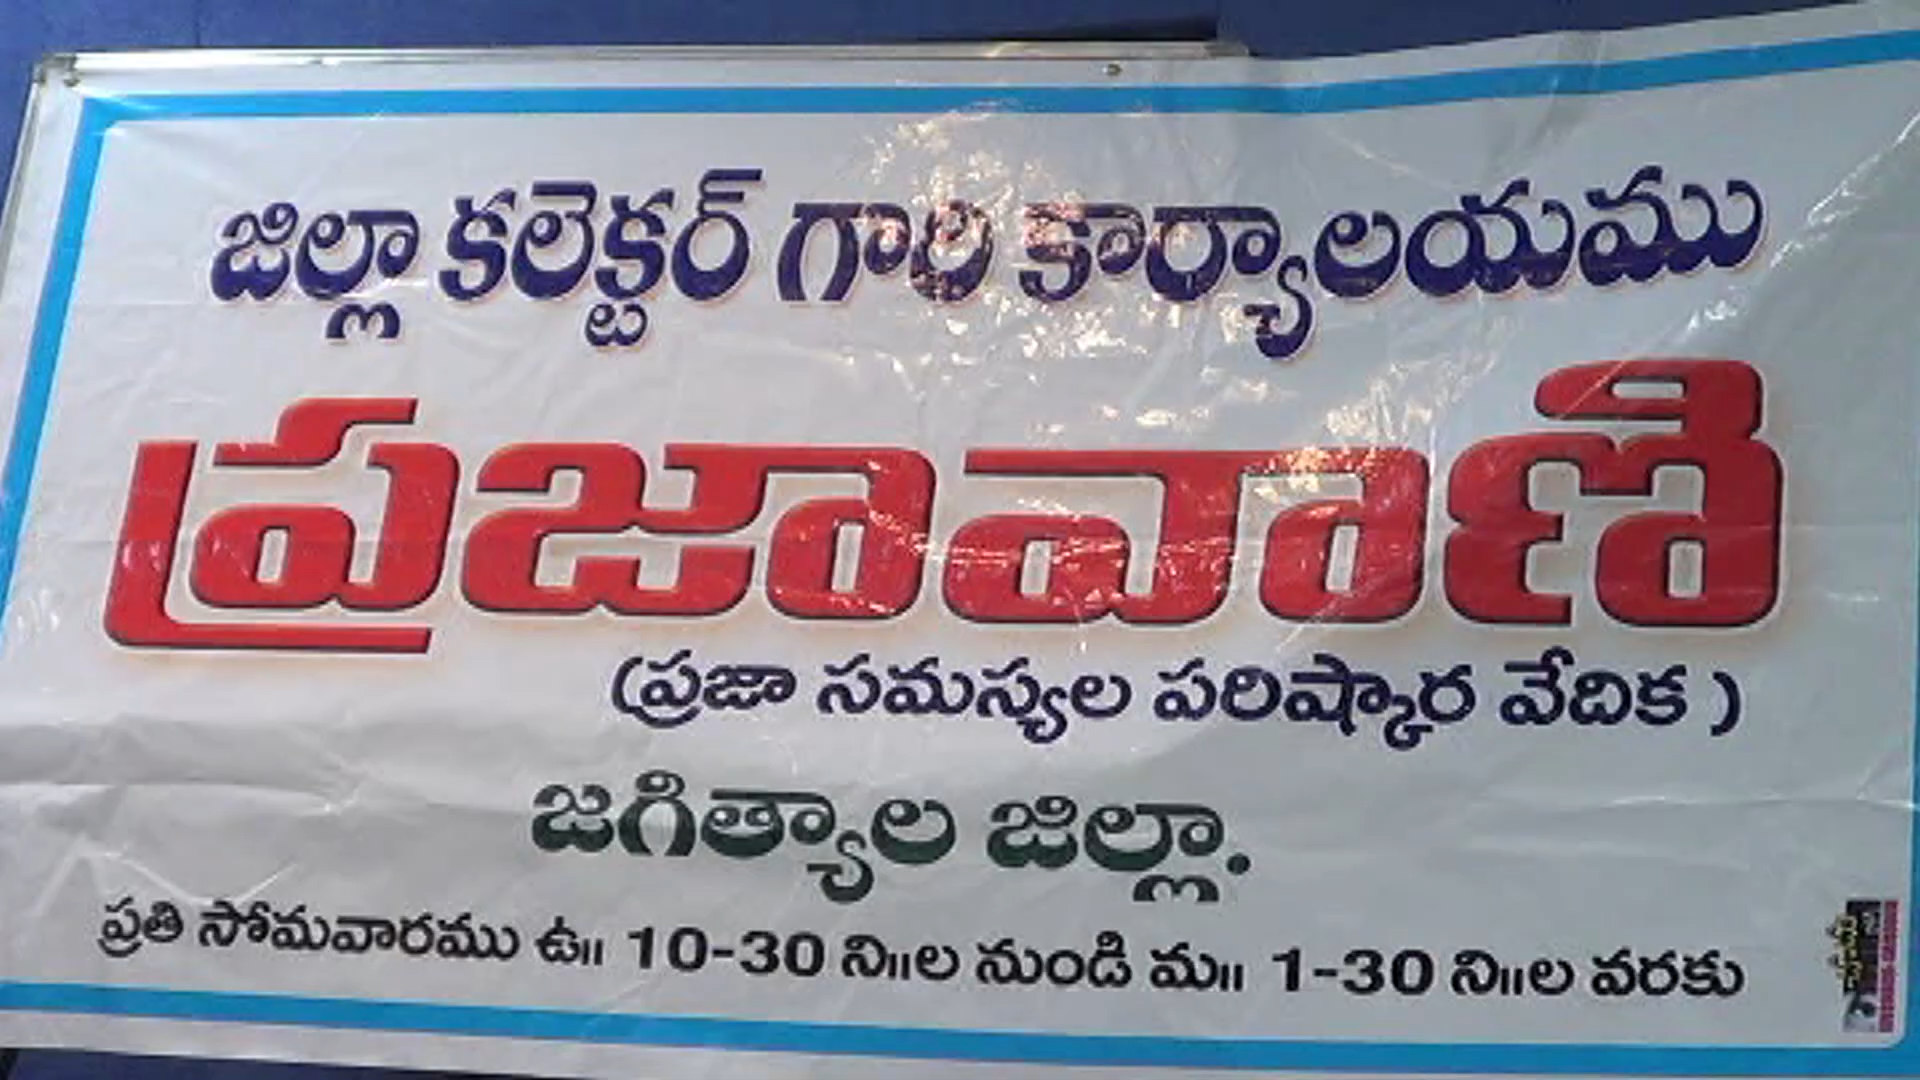 జిల్లా కలెక్టర్ గారి కార్యాలయము
ప్రజావాణి
(ప్రజా సమస్యల పరిష్కార వేదిక )
జగిత్యాల జిల్లా.
ప్రతి సోమవారము ఉ॥ 10-30 ని॥ల నుండి మ॥ 1-30 ని॥ల వరకు